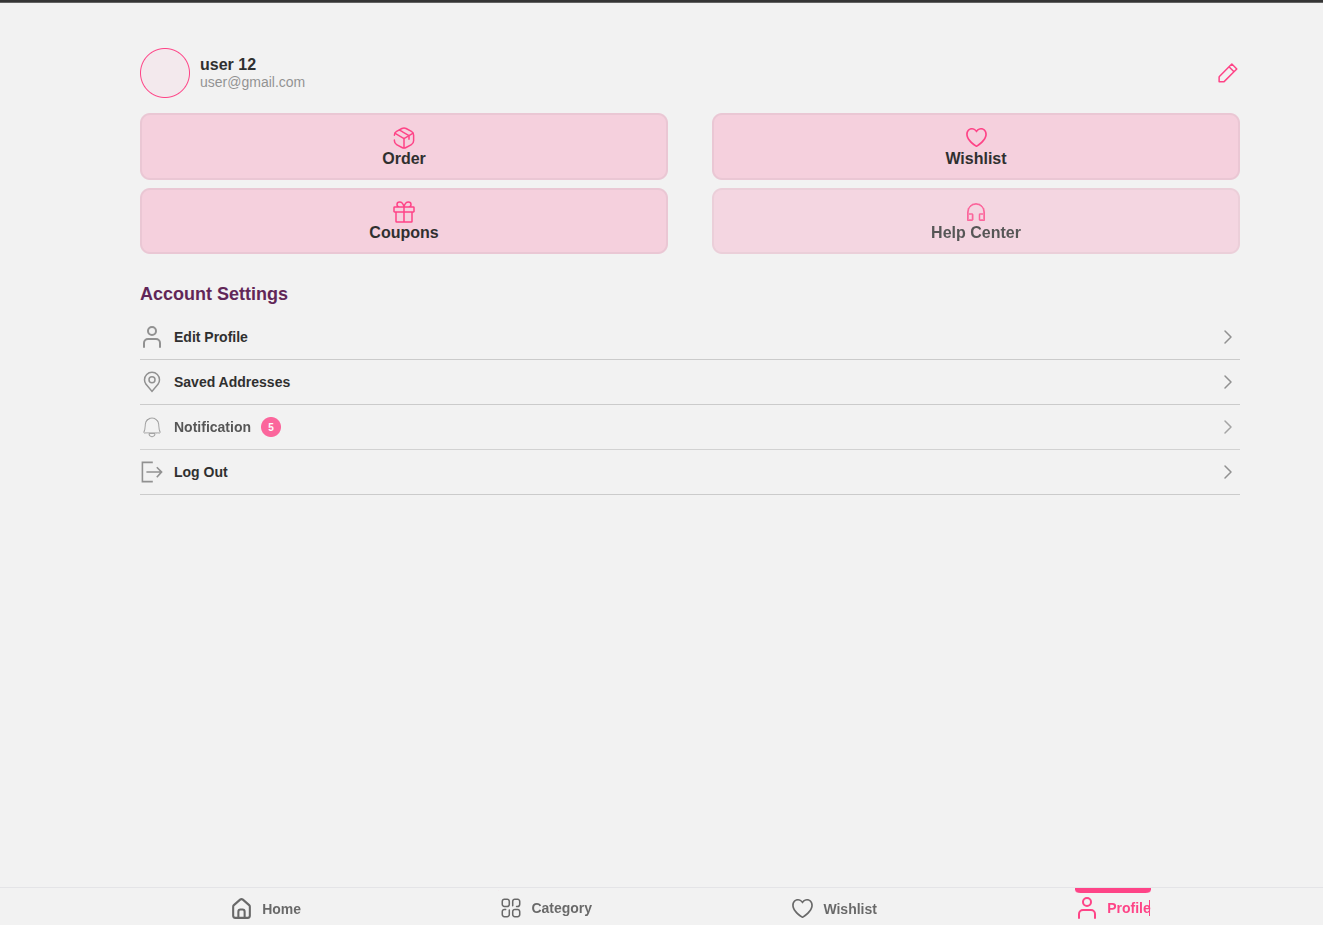 user 12
user@gmail.com
Order
Wishlist
Coupons
Help Center
Account Settings
Edit Profile
Saved Addresses
Notification 5
Log Out
Home Category Wishlist Profile